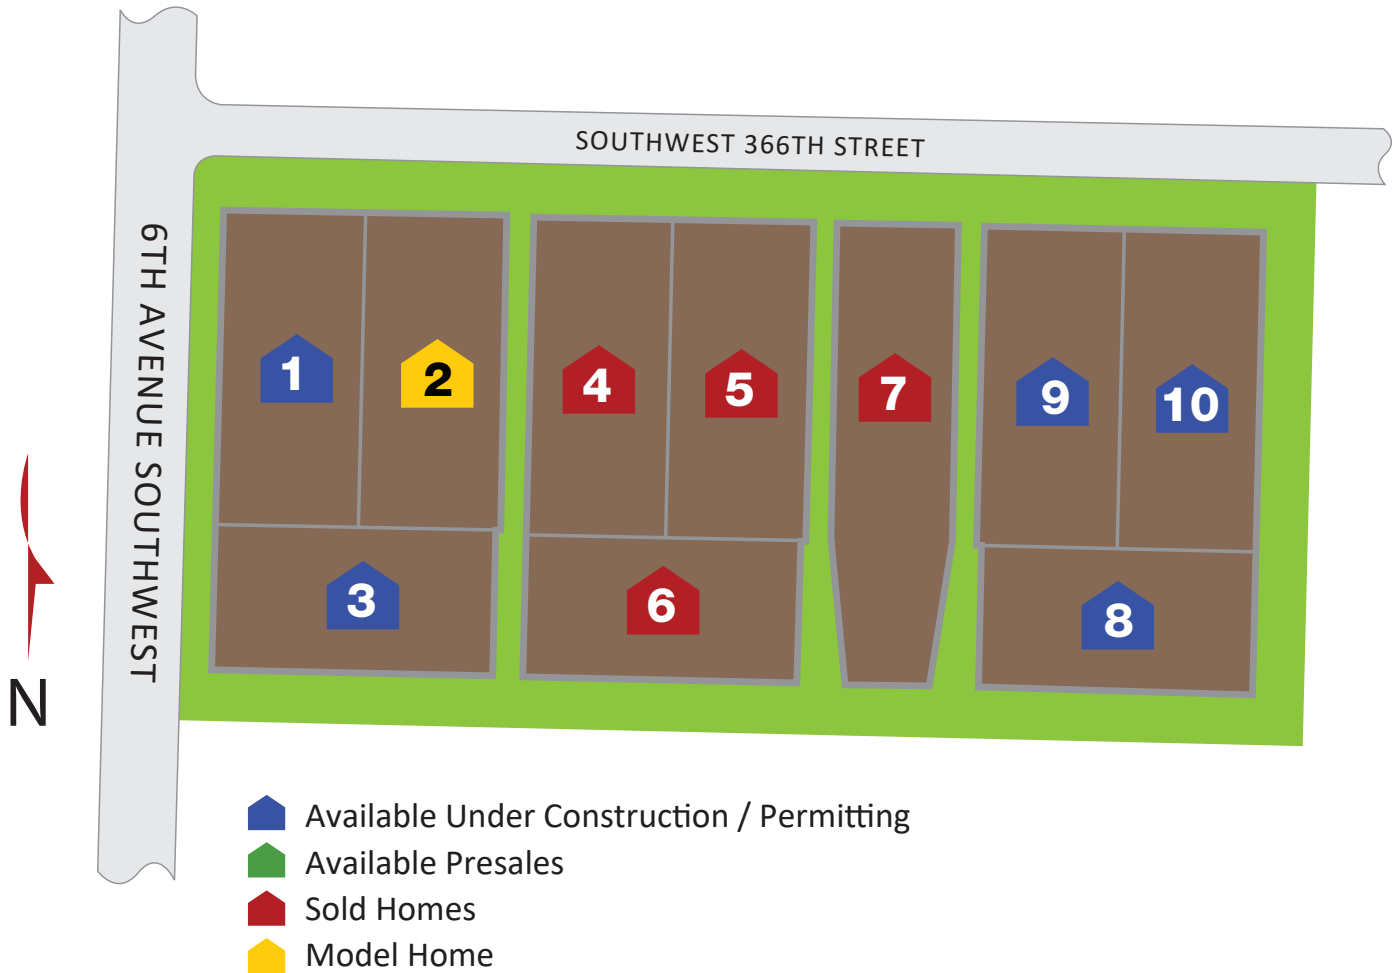 SOUTHWEST 366TH STREET
6TH AVENUE SOUTHWEST
1
2
4
5
7
9
10
3
6
8
N
Available Under Construction / Permitting
Available Presales
Sold Homes
Model Home